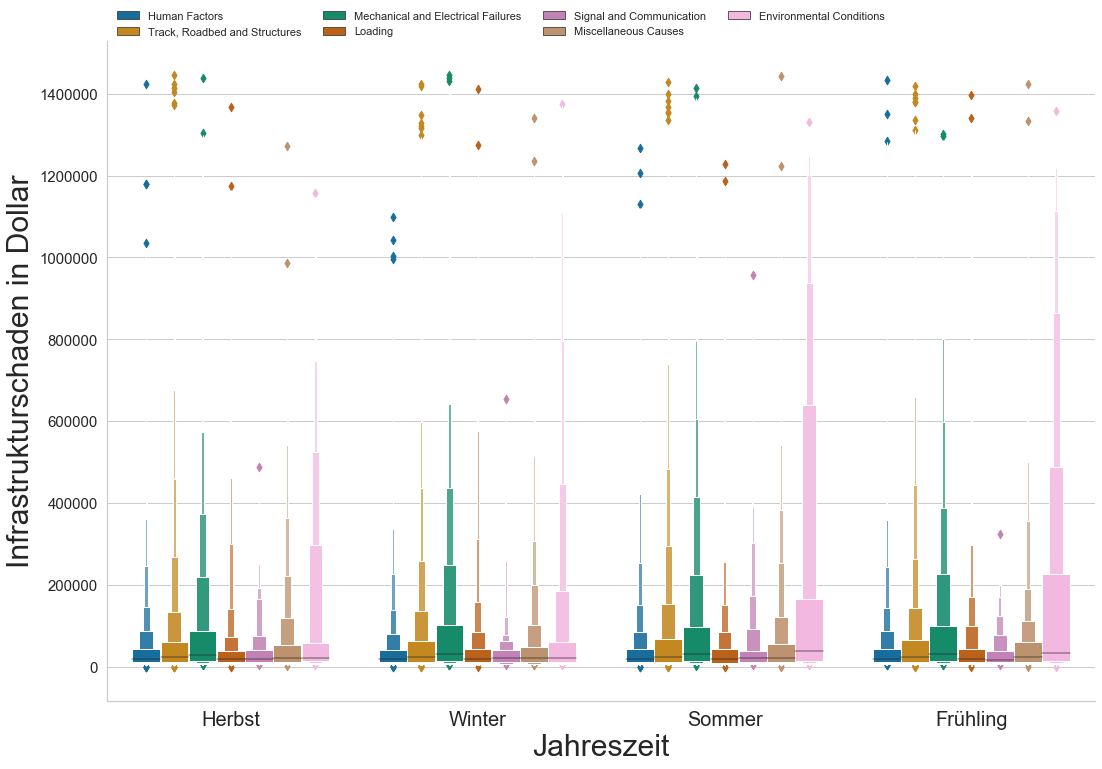 Human Factors
Track, Roadbed and Structures
Mechanical and Electrical Failures
Loading
Signal and Communication
Miscellaneous Causes
Environmental Conditions
Infrastrukturschaden in Dollar
1400000
1200000
1000000
800000
600000
400000
200000
0
Herbst
Winter
Sommer
Frühling
Jahreszeit